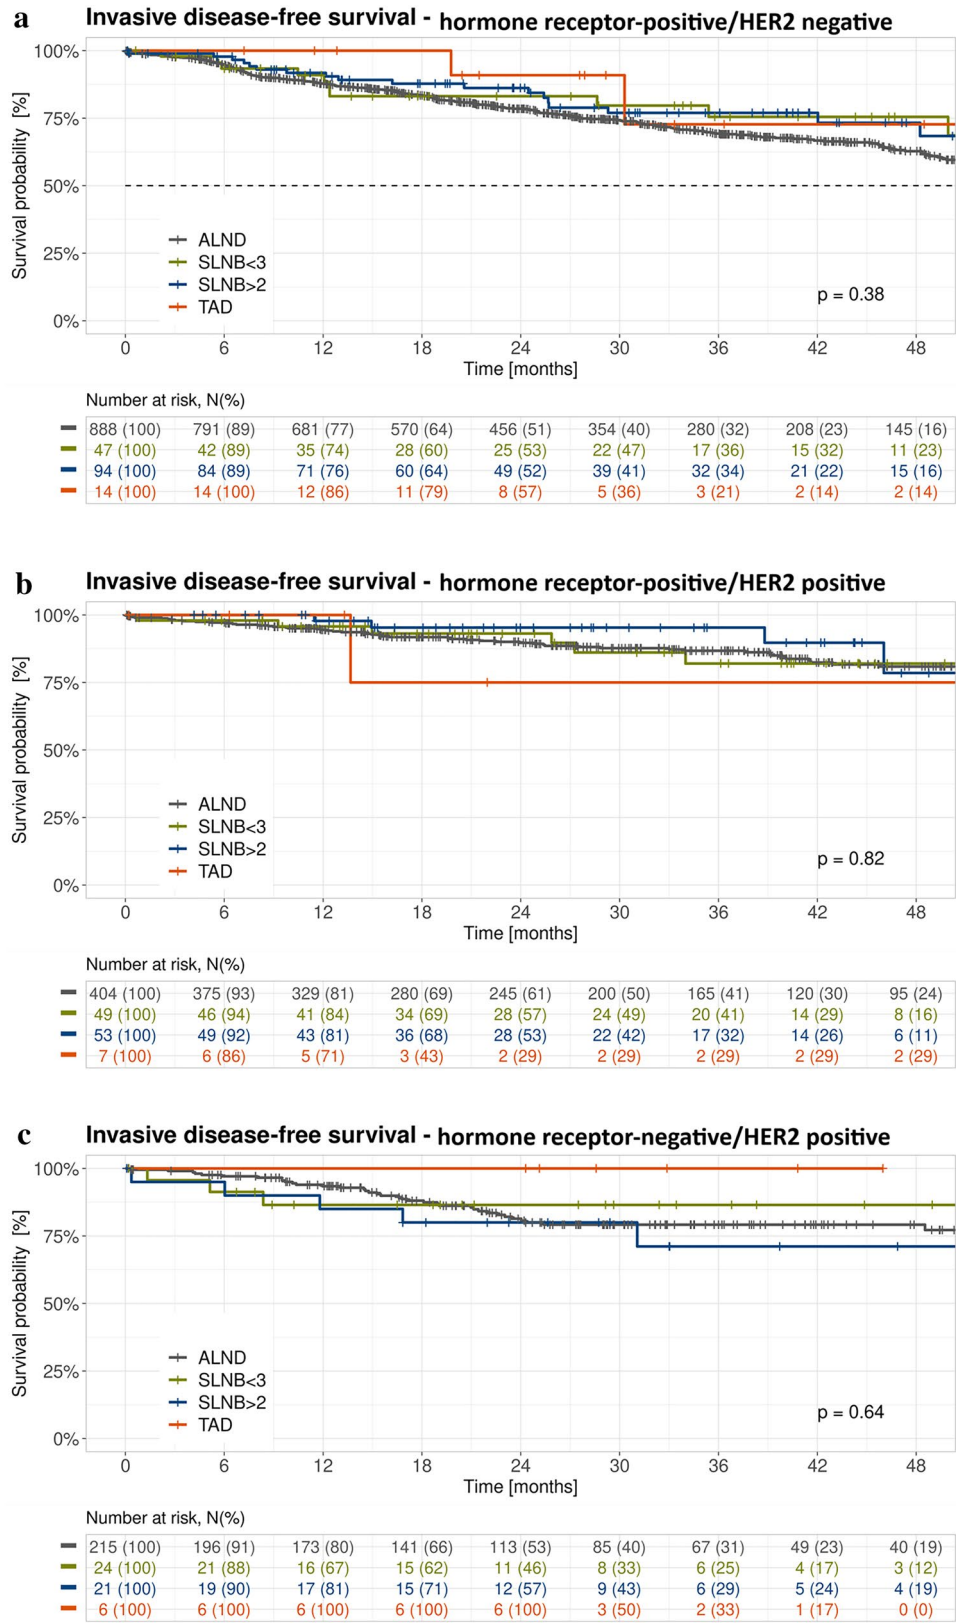 a
Invasive disease-free survival - hormone receptor-positive/HER2 negative
Survival probability [%]
100%
75%
50%
25%
0%
ALND
SLNB<3
SLNB>2
TAD
p = 0.38
0 6 12 18 24 30 36 42 48
Time [months]
Number at risk, N(%)
888 (100) 791 (89) 681 (77) 570 (64) 456 (51) 354 (40) 280 (32) 208 (23) 145 (16)
47 (100) 42 (89) 35 (74) 28 (60) 25 (53) 22 (47) 17 (36) 15 (32) 11 (23)
94 (100) 84 (89) 71 (76) 60 (64) 49 (52) 39 (41) 32 (34) 21 (22) 15 (16)
14 (100) 14 (100) 12 (86) 11 (79) 8 (57) 5 (36) 3 (21) 2 (14) 2 (14)
b
Invasive disease-free survival - hormone receptor-positive/HER2 positive
Survival probability [%]
100%
75%
50%
25%
0%
ALND
SLNB<3
SLNB>2
TAD
p = 0.82
0 6 12 18 24 30 36 42 48
Time [months]
Number at risk, N(%)
404 (100) 375 (93) 329 (81) 280 (69) 245 (61) 200 (50) 165 (41) 120 (30) 95 (24)
49 (100) 46 (94) 41 (84) 34 (69) 28 (57) 24 (49) 20 (41) 14 (29) 8 (16)
53 (100) 49 (92) 43 (81) 36 (68) 28 (53) 22 (42) 17 (32) 14 (26) 6 (11)
7 (100) 6 (86) 5 (71) 3 (43) 2 (29) 2 (29) 2 (29) 2 (29) 2 (29)
c
Invasive disease-free survival - hormone receptor-negative/HER2 positive
Survival probability [%]
100%
75%
50%
25%
0%
ALND
SLNB<3
SLNB>2
TAD
p = 0.64
0 6 12 18 24 30 36 42 48
Time [months]
Number at risk, N(%)
215 (100) 196 (91) 173 (80) 141 (66) 113 (53) 85 (40) 67 (31) 49 (23) 40 (19)
24 (100) 21 (88) 16 (67) 15 (62) 11 (46) 8 (33) 6 (25) 4 (17) 3 (12)
21 (100) 19 (90) 17 (81) 15 (71) 12 (57) 9 (43) 6 (29) 5 (24) 4 (19)
6 (100) 6 (100) 6 (100) 6 (100) 6 (100) 3 (50) 2 (33) 1 (17) 0 (0)